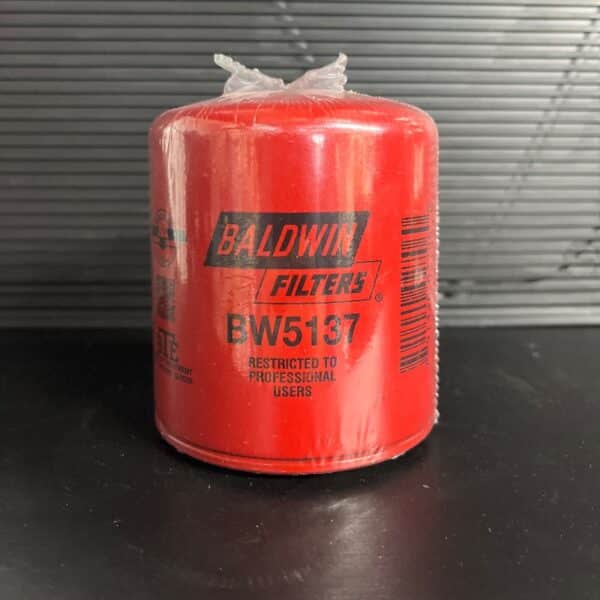 BALDWIN
FILTERS®
BW5137
RESTRICTED TO
PROFESSIONAL
USERS